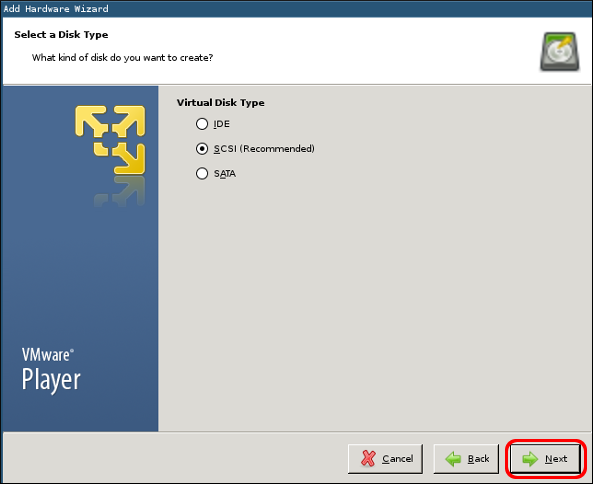 Add Hardware Wizard
Select a Disk Type
What kind of disk do you want to create?
Virtual Disk Type
IDE
SCSI (Recommended)
SATA
VMware®
Player
Cancel
Back
Next